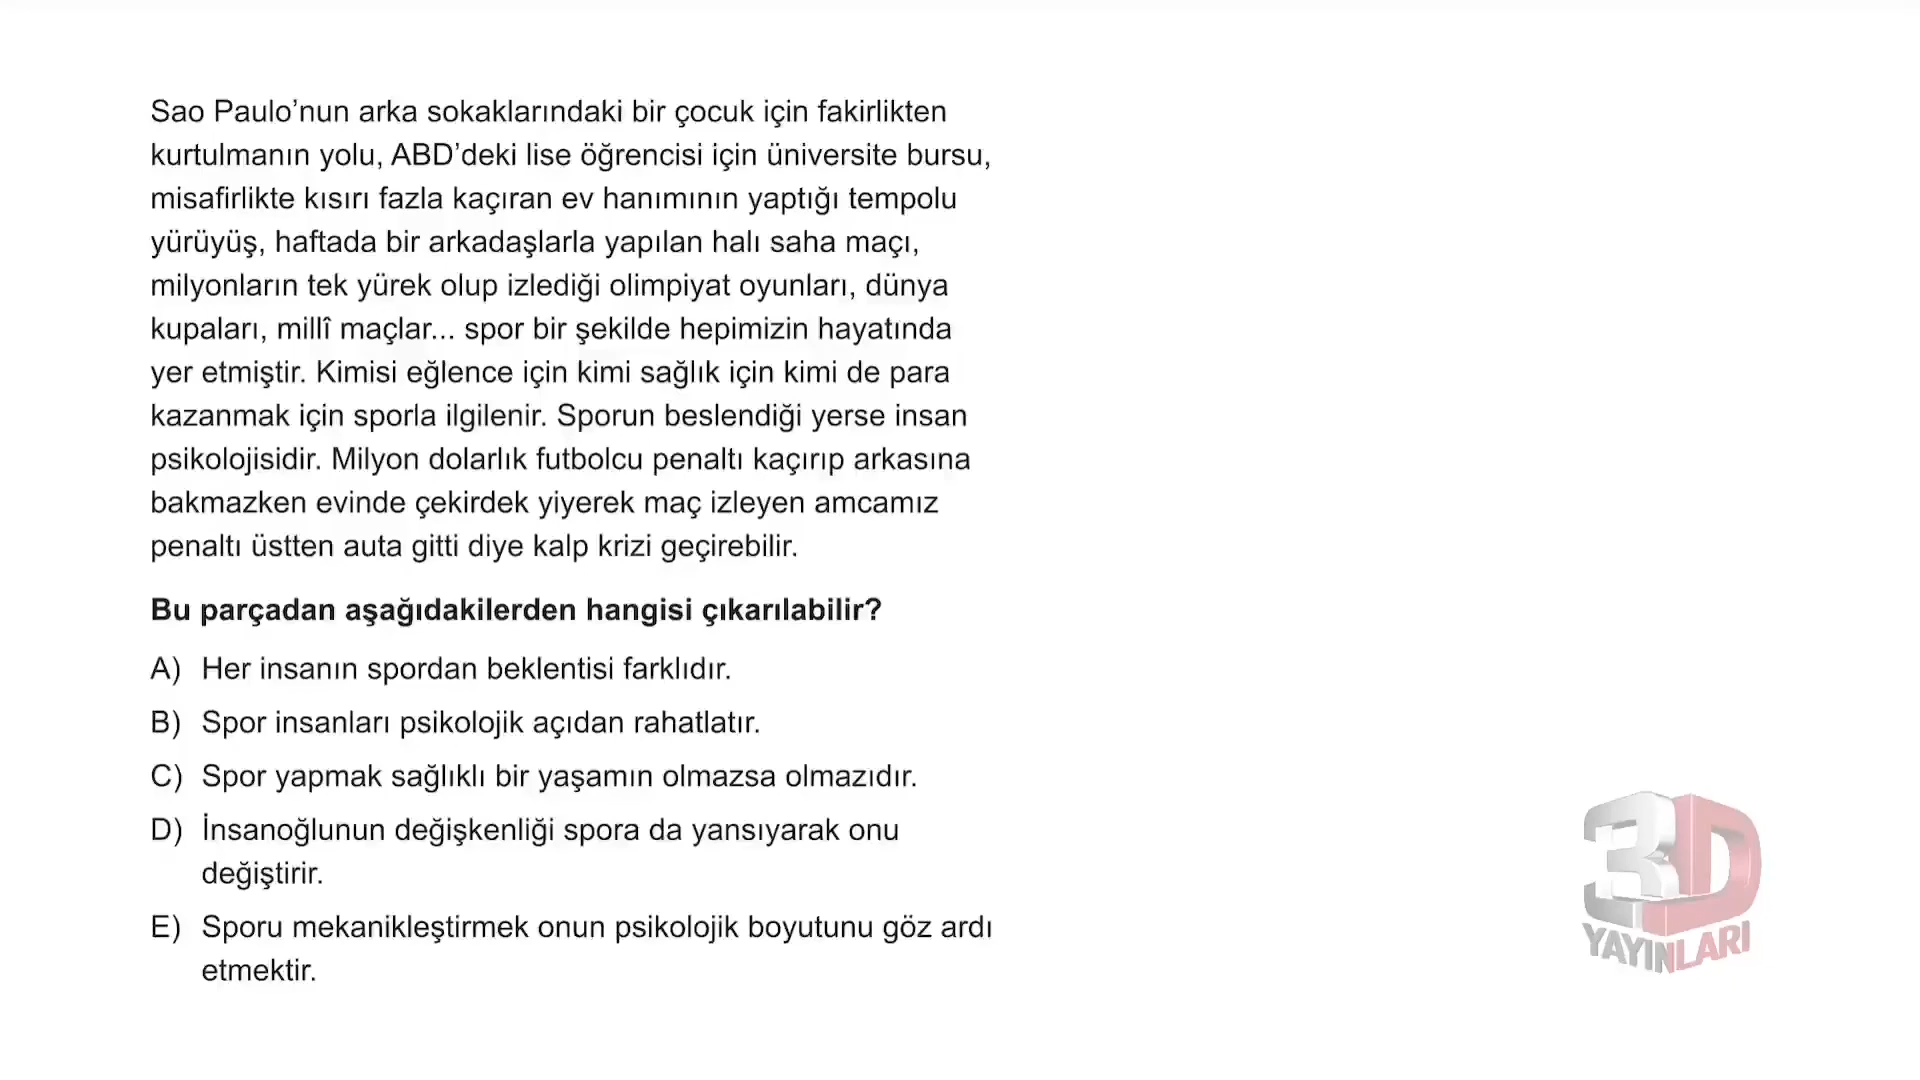 Sao Paulo’nun arka sokaklarındaki bir çocuk için fakirlikten
kurtulmanın yolu, ABD’deki lise öğrencisi için üniversite bursu,
misafirlikte kısırı fazla kaçıran ev hanımının yaptığı tempolu
yürüyüş, haftada bir arkadaşlarla yapılan halı saha maçı,
milyonların tek yürek olup izlediği olimpiyat oyunları, dünya
kupaları, millî maçlar... spor bir şekilde hepimizin hayatında
yer etmiştir. Kimisi eğlence için kimi sağlık için kimi de para
kazanmak için sporla ilgilenir. Sporun beslendiği yerse insan
psikolojisidir. Milyon dolarlık futbolcu penaltı kaçırıp arkasına
bakmazken evinde çekirdek yiyerek maç izleyen amcamız
penaltı üstten auta gitti diye kalp krizi geçirebilir.
Bu parçadan aşağıdakilerden hangisi çıkarılabilir?
A) Her insanın spordan beklentisi farklıdır.
B) Spor insanları psikolojik açıdan rahatlatır.
C) Spor yapmak sağlıklı bir yaşamın olmazsa olmazıdır.
D) İnsanoğlunun değişkenliği spora da yansıyarak onu
değiştirir.
E) Sporu mekanikleştirmek onun psikolojik boyutunu göz ardı
etmektir.
3D
YAYINLARI